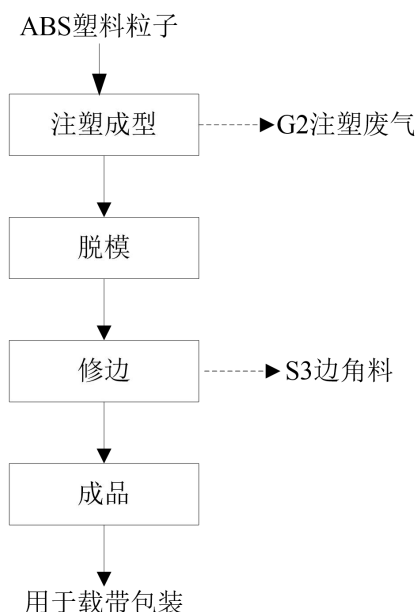 ABS塑料粒子
注塑成型
G2注塑废气
脱模
修边
S3边角料
成品
用于载带包装